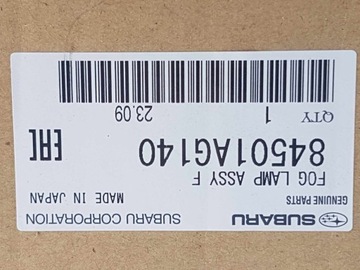 SUBARU SUBARU CORPORATION
GENUINE PARTS MADE IN JAPAN
FOG LAMP ASSY F
84501AG140 EAC
QTY 1 23.09